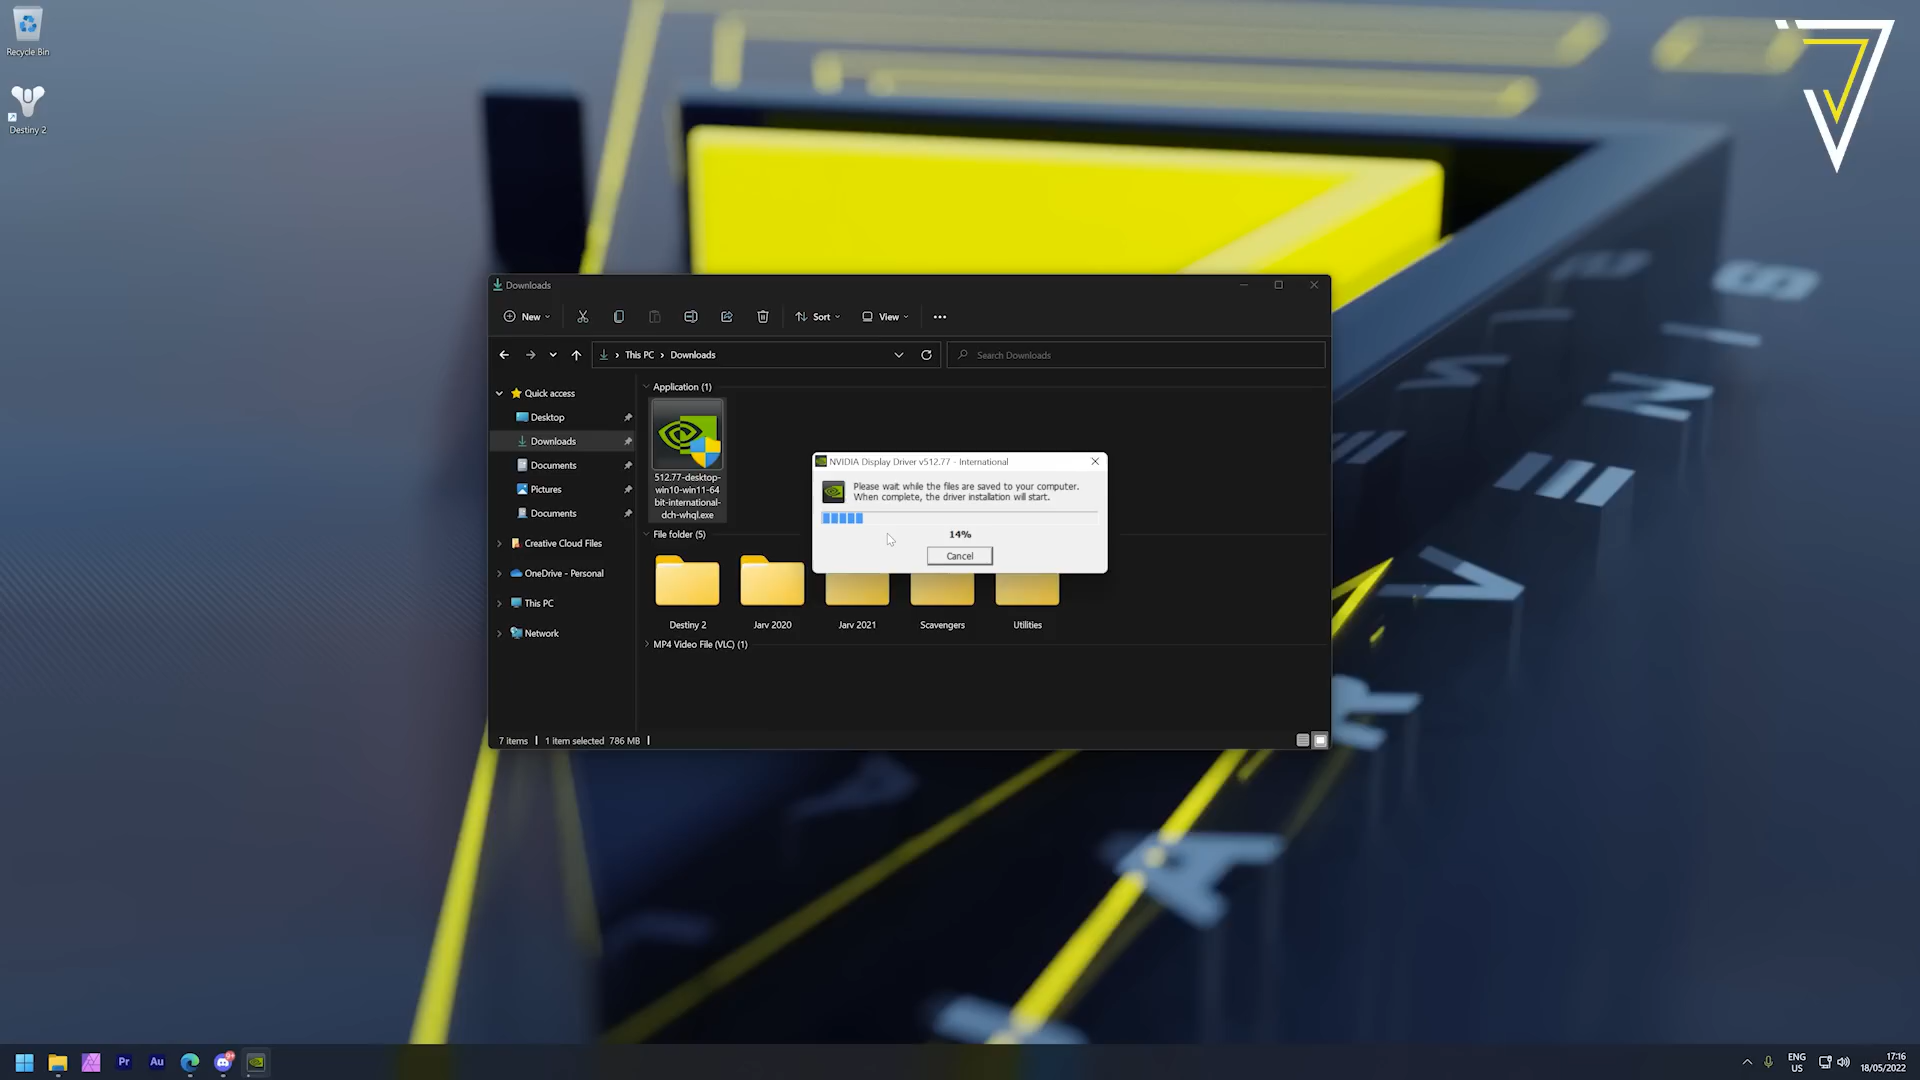 Recycle Bin
Destiny 2
Downloads
New
Sort
View
This PC > Downloads
Search Downloads
Quick access
Desktop
Downloads
Documents
Pictures
Documents
Creative Cloud Files
OneDrive - Personal
This PC
Network
Application (1)
512.77-desktop-
win10-win11-64
bit-international-
dch-whql.exe
File folder (5)
Destiny 2
Jarv 2020
Jarv 2021
Scavengers
Utilities
MP4 Video File (VLC) (1)
NVIDIA Display Driver v512.77 - International
Please wait while the files are saved to your computer.
When complete, the driver installation will start.
14%
Cancel
7 items
1 item selected 786 MB
Pr
Au
ENG
US
17:16
18/05/2022